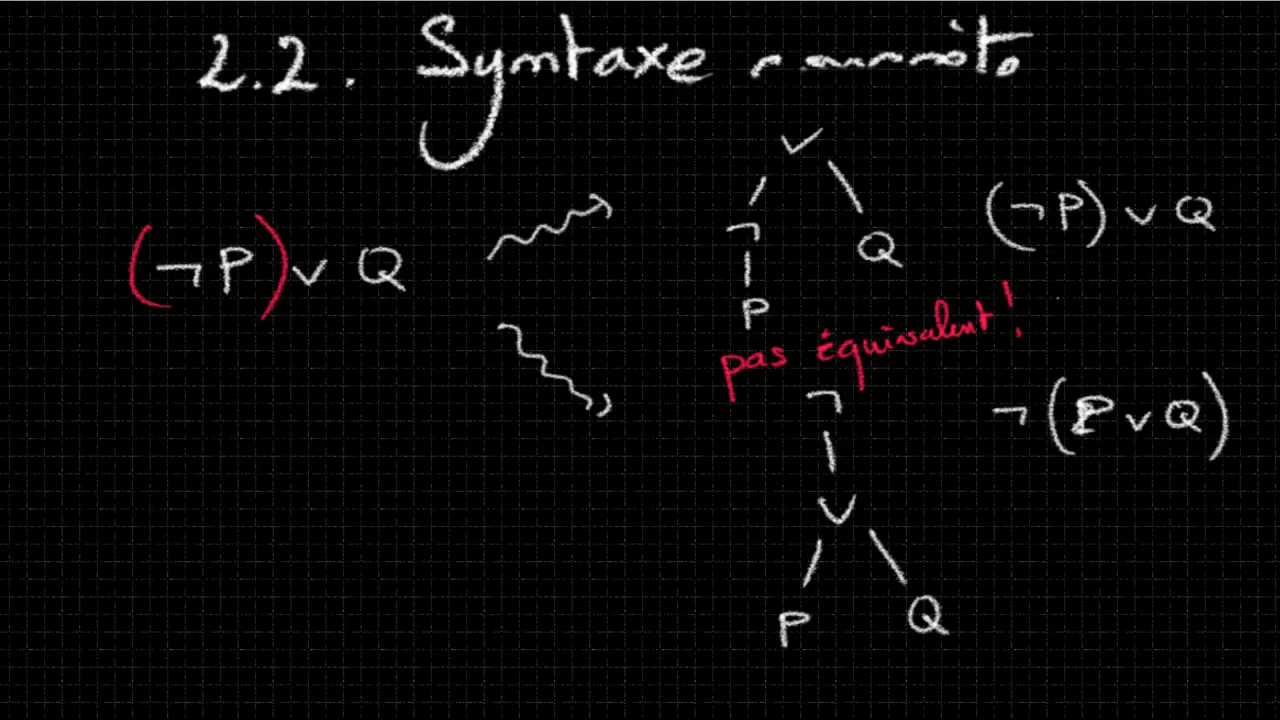 2.2. Syntaxe
∨
(¬P) ∨ Q
¬ Q
(¬P) ∨ Q
P
pas équivalent !
¬
¬(P ∨ Q)
∨
P Q